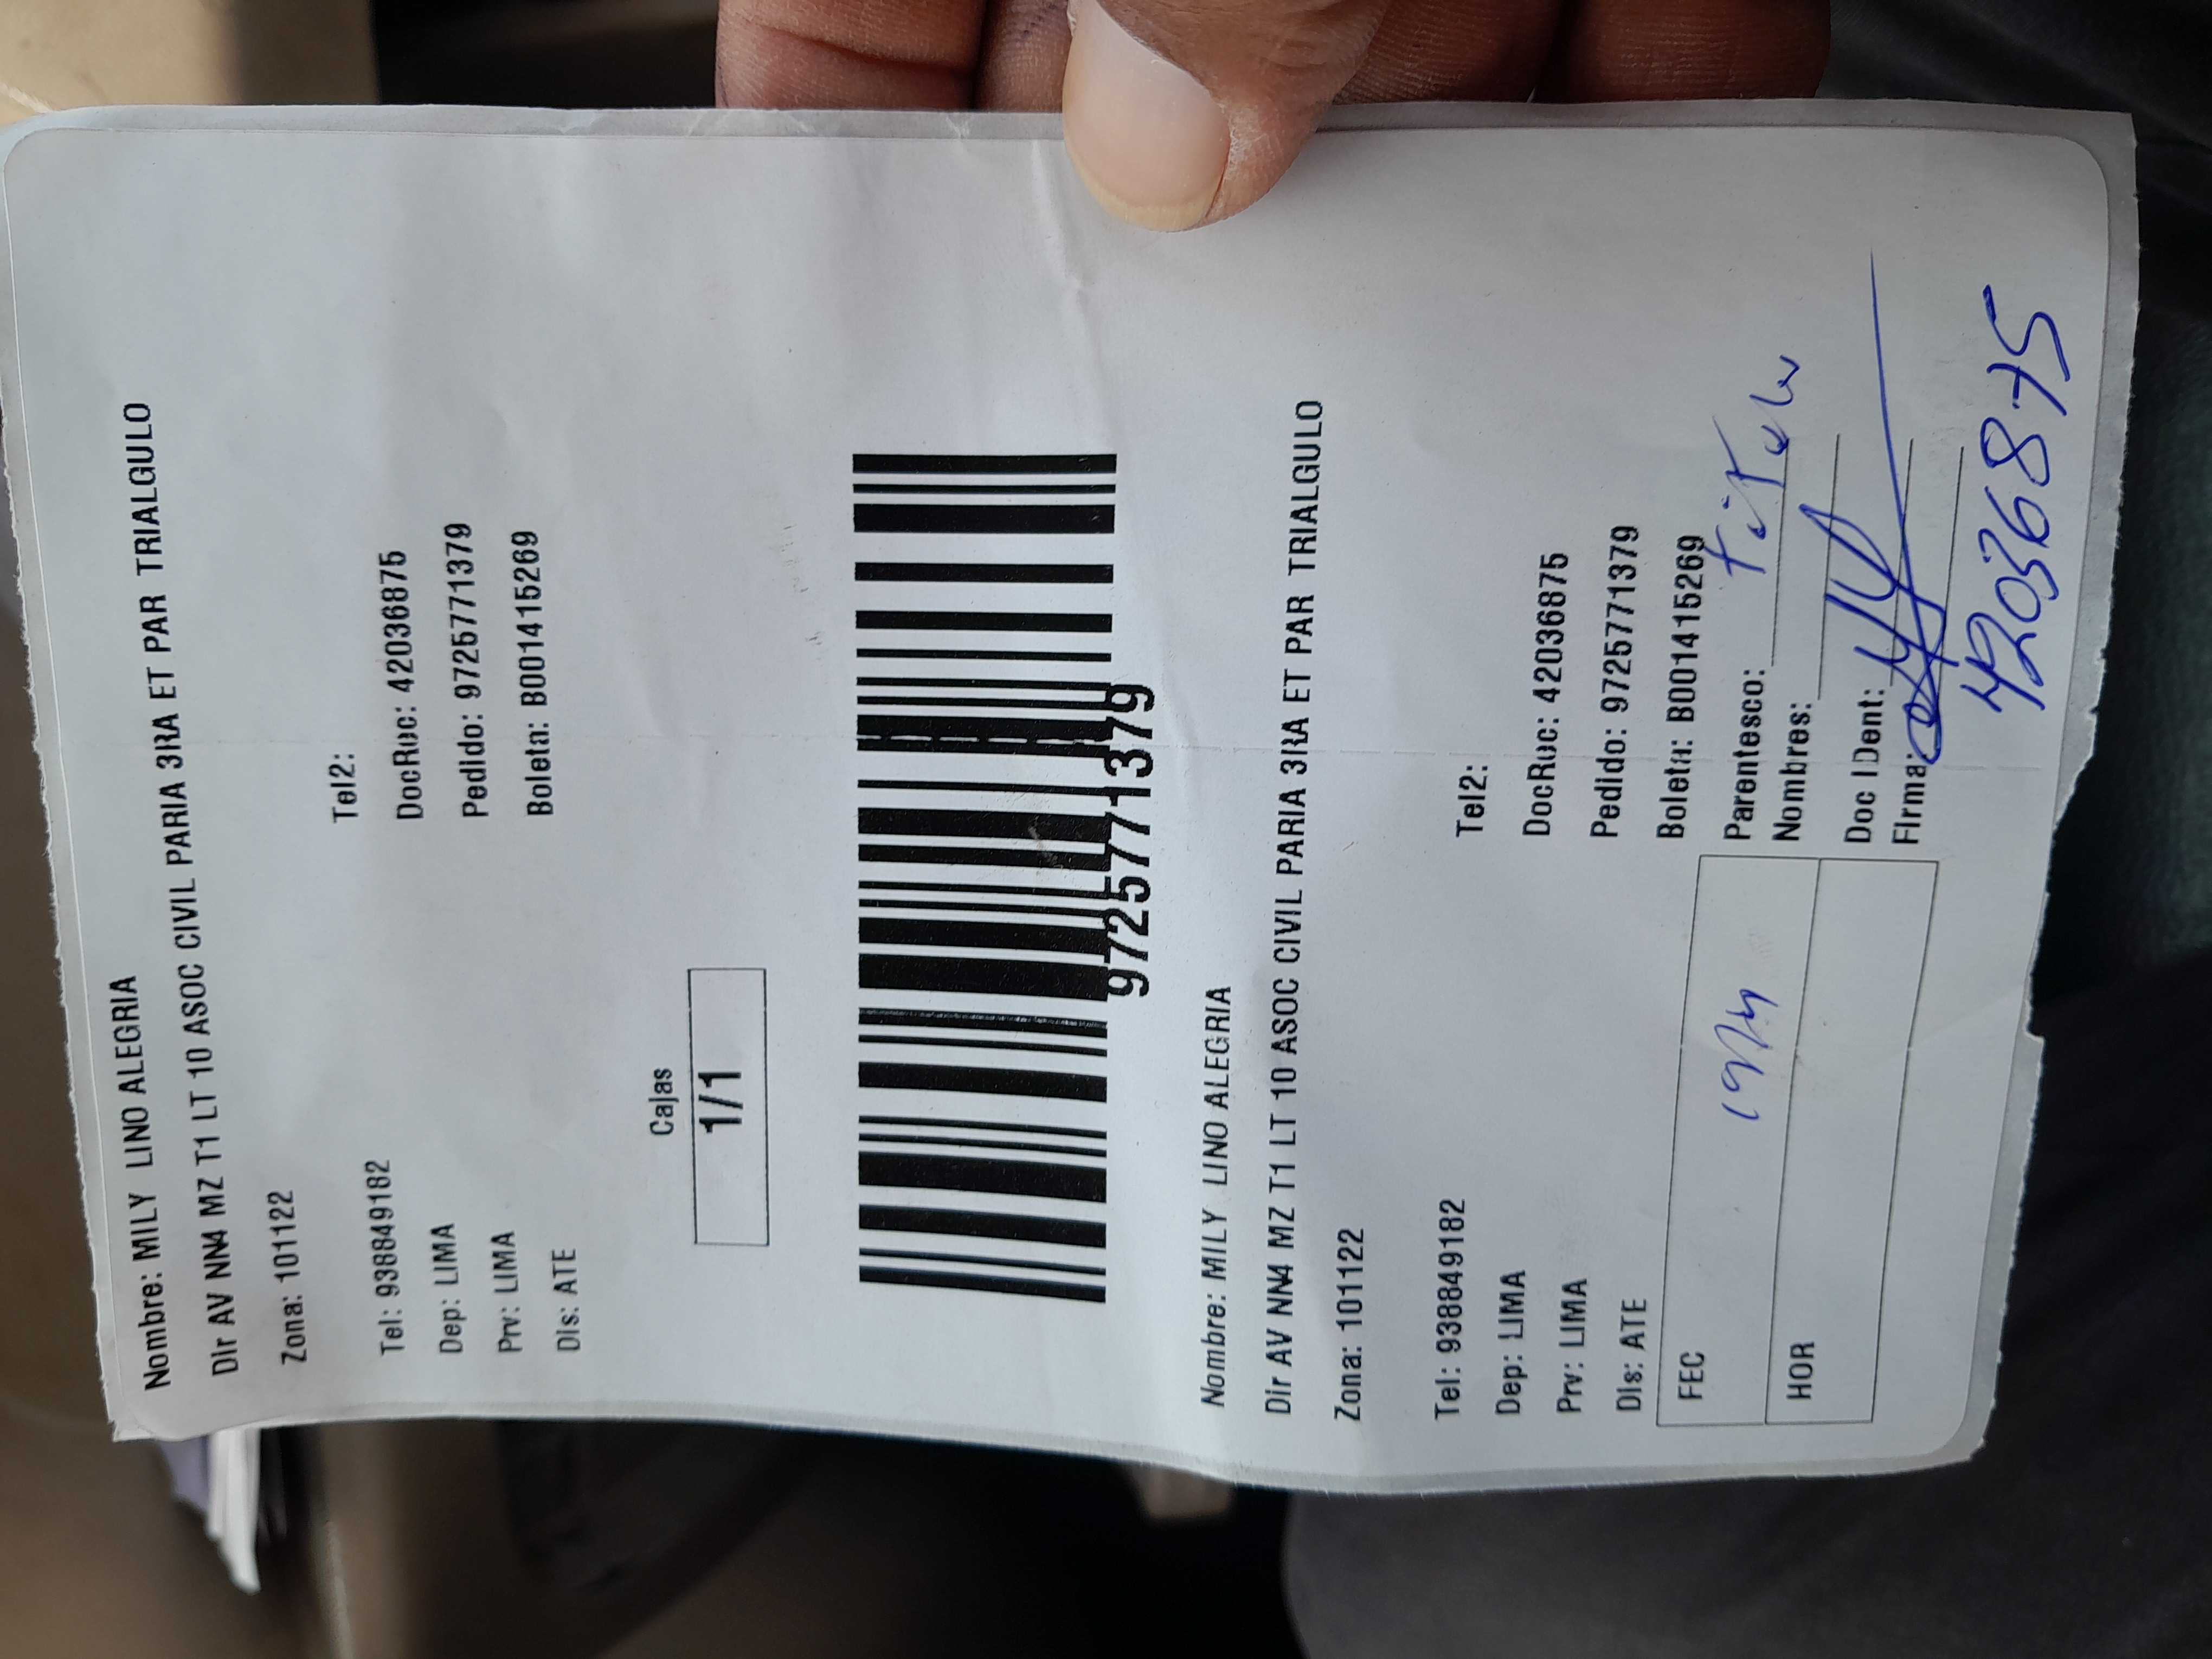 Nombre: MILY LINO ALEGRIA
Dir AV NN4 MZ T1 LT 10 ASOC CIVIL PARIA 3RA ET PAR TRIALGULO
Zona: 101122
Tel: 938849182 Tel2:
Dep: LIMA DocRuc: 42036875
Prv: LIMA Pedido: 9725771379
Dis: ATE Boleta: B001415269
Cajas
1/1
9725771379
Nombre: MILY LINO ALEGRIA
Dir AV NN4 MZ T1 LT 10 ASOC CIVIL PARIA 3RA ET PAR TRIALGULO
Zona: 101122
Tel: 938849182 Tel2:
Dep: LIMA DocRuc: 42036875
Prv: LIMA Pedido: 9725771379
Dis: ATE Boleta: B001415269
FEC Parentesco: Titular
Nombres:
HOR Doc IDent:
Firma:
42036875